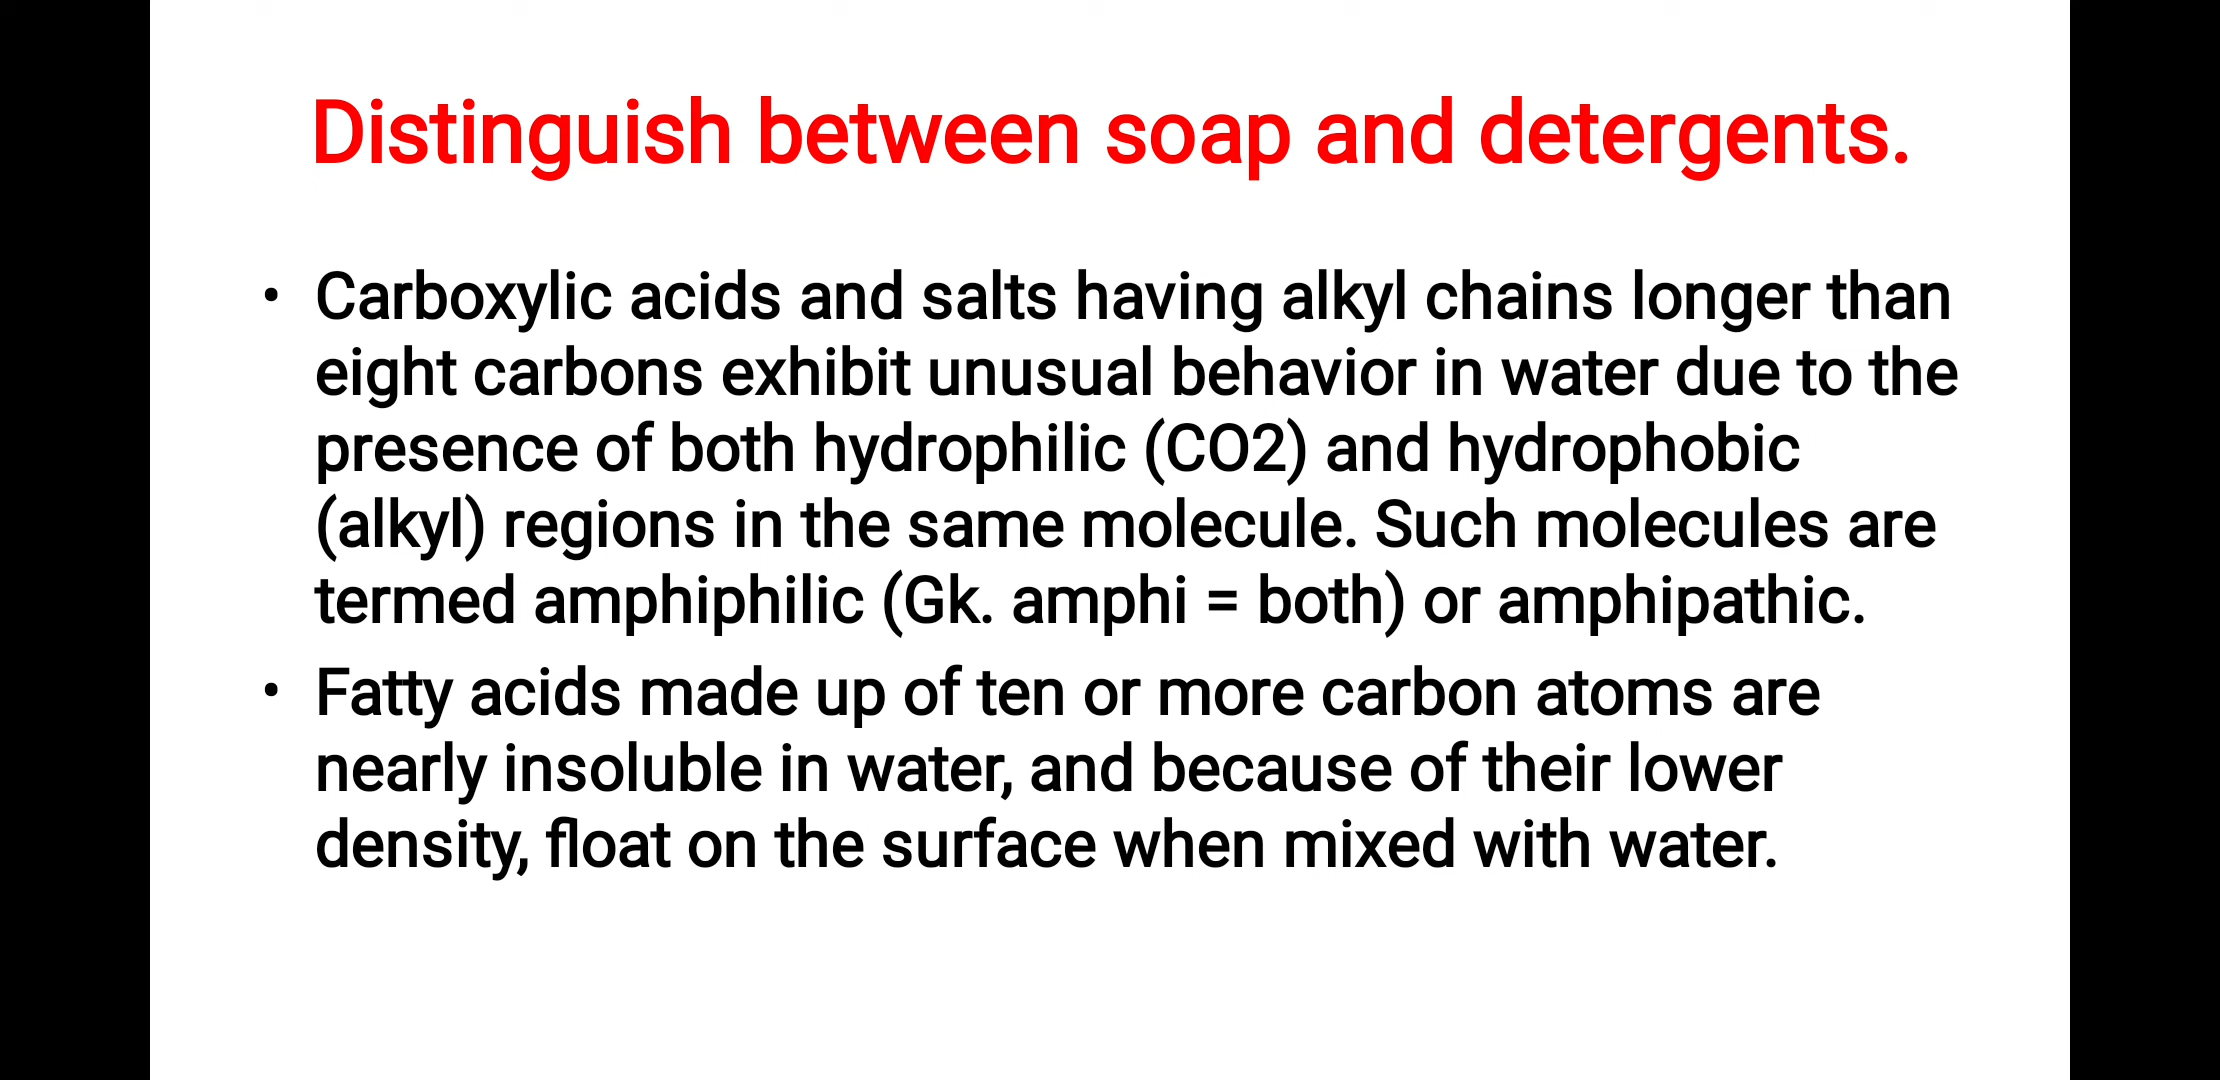 Distinguish between soap and detergents.
• Carboxylic acids and salts having alkyl chains longer than
eight carbons exhibit unusual behavior in water due to the
presence of both hydrophilic (CO2) and hydrophobic
(alkyl) regions in the same molecule. Such molecules are
termed amphiphilic (Gk. amphi = both) or amphipathic.
• Fatty acids made up of ten or more carbon atoms are
nearly insoluble in water, and because of their lower
density, float on the surface when mixed with water.